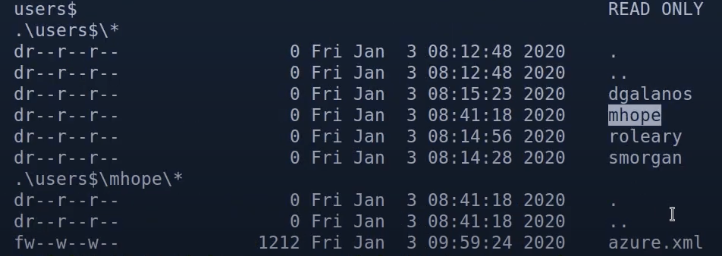 users$ READ ONLY
.\users$\*
dr--r--r-- 0 Fri Jan 3 08:12:48 2020 .
dr--r--r-- 0 Fri Jan 3 08:12:48 2020 ..
dr--r--r-- 0 Fri Jan 3 08:15:23 2020 dgalanos
dr--r--r-- 0 Fri Jan 3 08:41:18 2020 mhope
dr--r--r-- 0 Fri Jan 3 08:14:56 2020 roleary
dr--r--r-- 0 Fri Jan 3 08:14:28 2020 smorgan
.\users$\mhope\*
dr--r--r-- 0 Fri Jan 3 08:41:18 2020 .
dr--r--r-- 0 Fri Jan 3 08:41:18 2020 ..
fw--w--w-- 1212 Fri Jan 3 09:59:24 2020 azure.xml